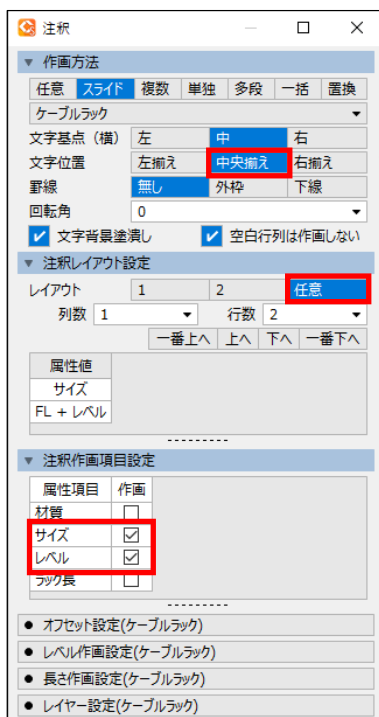 注釈
作画方法
任意 スライド 複数 単独 多段 一括 置換
ケーブルラック
文字基点（横） 左 中 右
文字位置 左揃え 中央揃え 右揃え
罫線 無し 外枠 下線
回転角 0
文字背景塗潰し 空白行列は作画しない
注釈レイアウト設定
レイアウト 1 2 任意
列数 1 行数 2
一番上へ 上へ 下へ 一番下へ
属性値
サイズ
FL + レベル
注釈作画項目設定
属性項目 作画
材質
サイズ
レベル
ラック長
オフセット設定(ケーブルラック)
レベル作画設定(ケーブルラック)
長さ作画設定(ケーブルラック)
レイヤー設定(ケーブルラック)